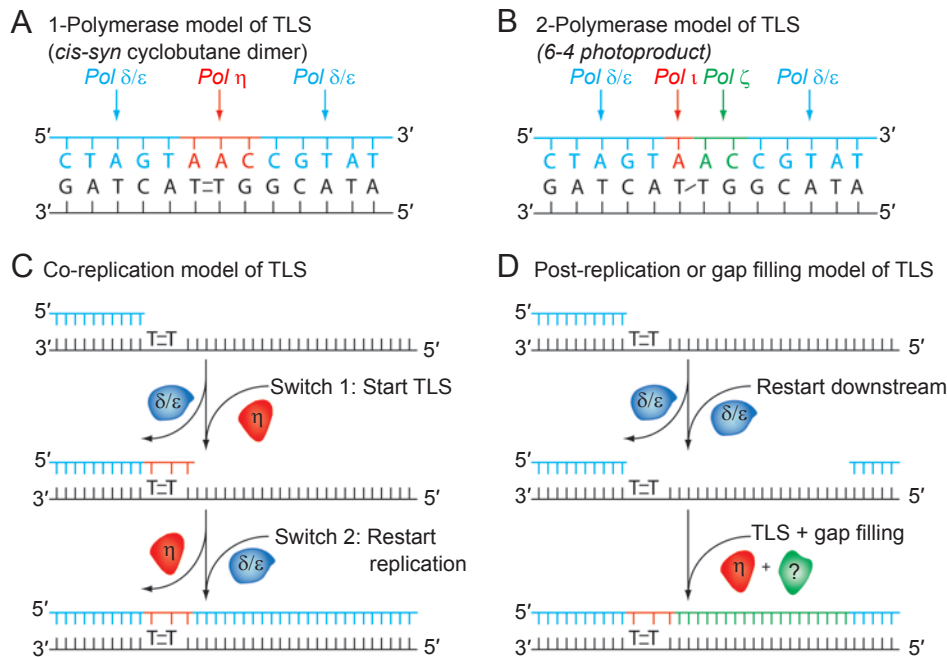 A 1-Polymerase model of TLS
(cis-syn cyclobutane dimer)
Pol δ/ε Pol η Pol δ/ε
5′ 3′
C T A G T A A C C G T A T
G A T C A T=T G G C A T A
3′ 5′
B 2-Polymerase model of TLS
(6-4 photoproduct)
Pol δ/ε Pol ι Pol ζ Pol δ/ε
5′ 3′
C T A G T A A C C G T A T
G A T C A T T G G C A T A
3′ 5′
C Co-replication model of TLS
5′
T=T
3′ 5′
Switch 1: Start TLS
δ/ε
η
5′
T=T
3′ 5′
Switch 2: Restart
replication
η
δ/ε
5′
3′ 5′
T=T
D Post-replication or gap filling model of TLS
5′
T=T
3′ 5′
Restart downstream
δ/ε
δ/ε
5′
T=T
3′ 5′
TLS + gap filling
η + ?
5′
3′ 5′
T=T